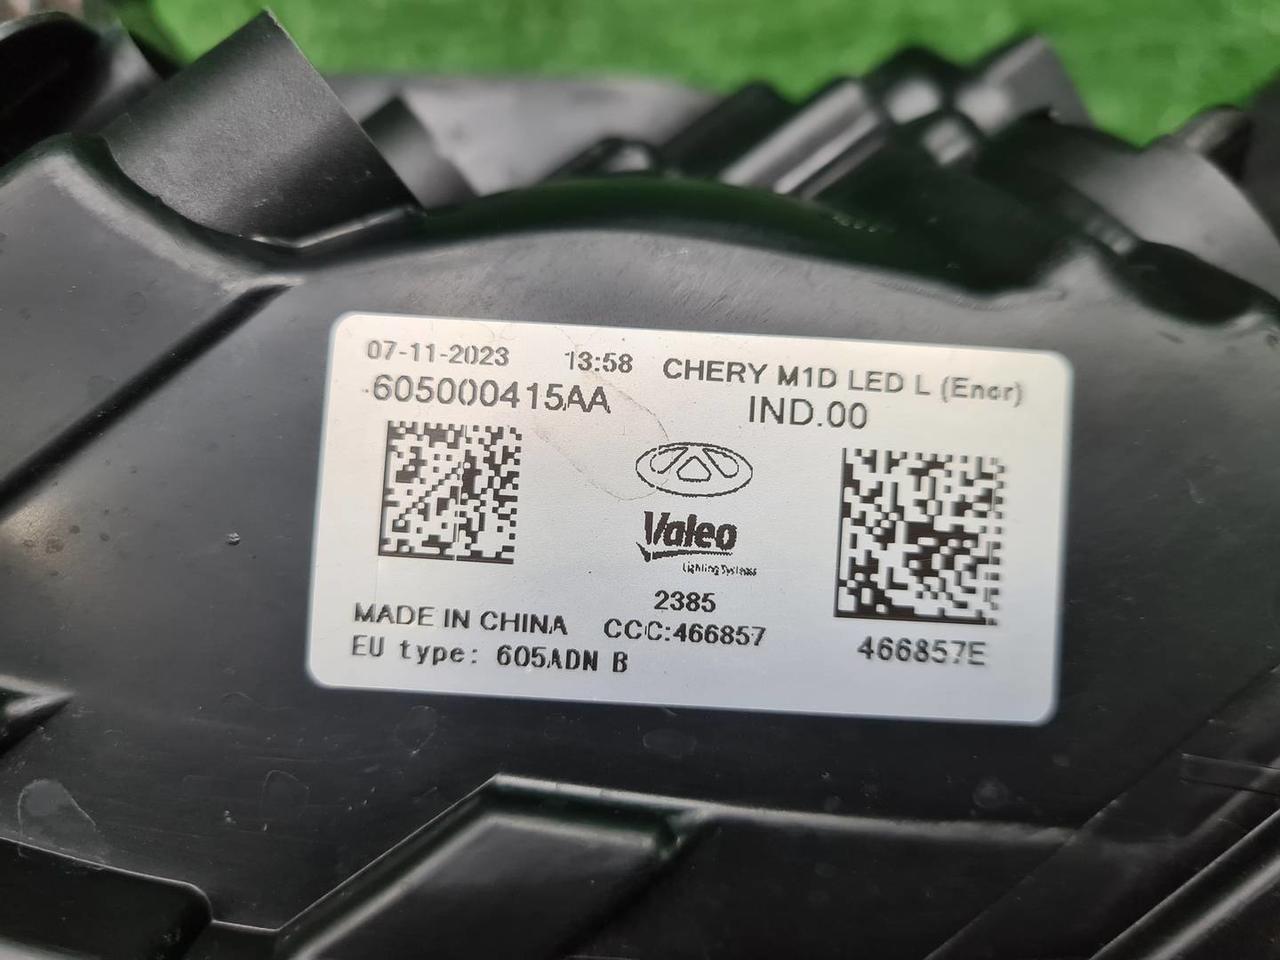 07-11-2023 13:58 CHERY M1D LED L (Enor)
605000415AA IND.00
Valeo
Lighting Systems
2385
MADE IN CHINA CCC:466857
466857E
EU type: 605ADN B